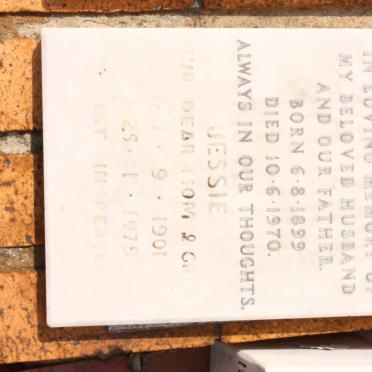 IN LOVING MEMORY OF
MY BELOVED HUSBAND
AND OUR FATHER.
BORN 6·8·1899
DIED 10·6·1970.
ALWAYS IN OUR THOUGHTS.
JESSIE
OUR DEAR MOM &
1·9·1901
25·1·1975
REST IN PEACE